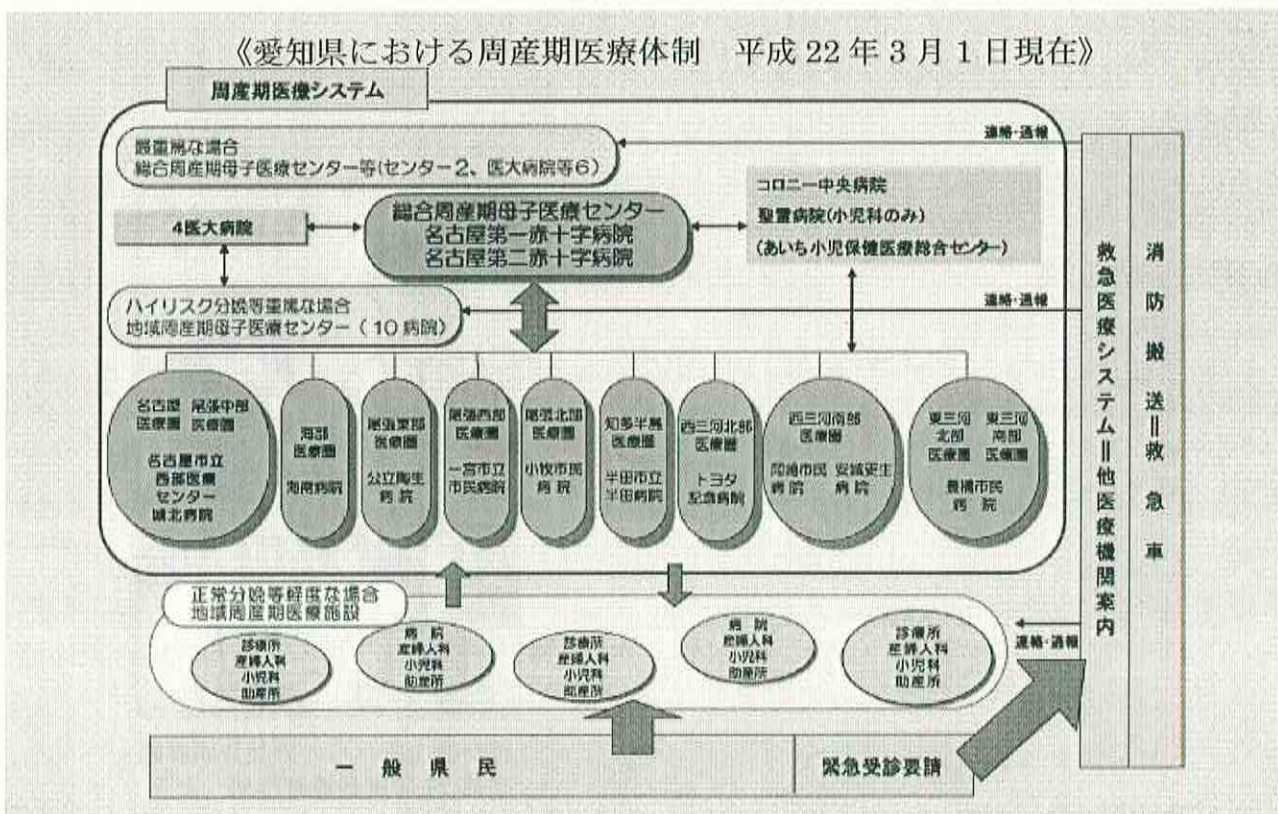 《愛知県における周産期医療体制　平成22年3月1日現在》
周産期医療システム
最重篤な場合
総合周産期母子医療センター等(センター2、医大病院等6)
連絡・通報
総合周産期母子医療センター
名古屋第一赤十字病院
名古屋第二赤十字病院
4医大病院
コロニー中央病院
聖霊病院(小児科のみ)
(あいち小児保健医療総合センター)
ハイリスク分娩等重篤な場合
地域周産期母子医療センター(10病院)
連絡・通報
名古屋 尾張中部
医療圏 医療圏
名古屋市立
西部医療
センター
城北病院
海部
医療圏
海南病院
尾張東部
医療圏
公立陶生
病院
尾張西部
医療圏
一宮市立
市民病院
尾張北部
医療圏
小牧市民
病院
知多半島
医療圏
半田市立
半田病院
西三河北部
医療圏
トヨタ
記念病院
西三河南部
医療圏
岡崎市民 安城更生
病院 病院
東三河 東三河
北部 南部
医療圏 医療圏
豊橋市民
病院
救急医療システム=他医療機関案内
消防搬送=救急車
正常分娩等軽度な場合
地域周産期医療施設
診療所
産婦人科
小児科
助産所
病院
産婦人科
小児科
助産所
診療所
産婦人科
小児科
助産所
病院
産婦人科
小児科
助産所
診療所
産婦人科
小児科
助産所
連絡・通報
一般県民
緊急受診要請